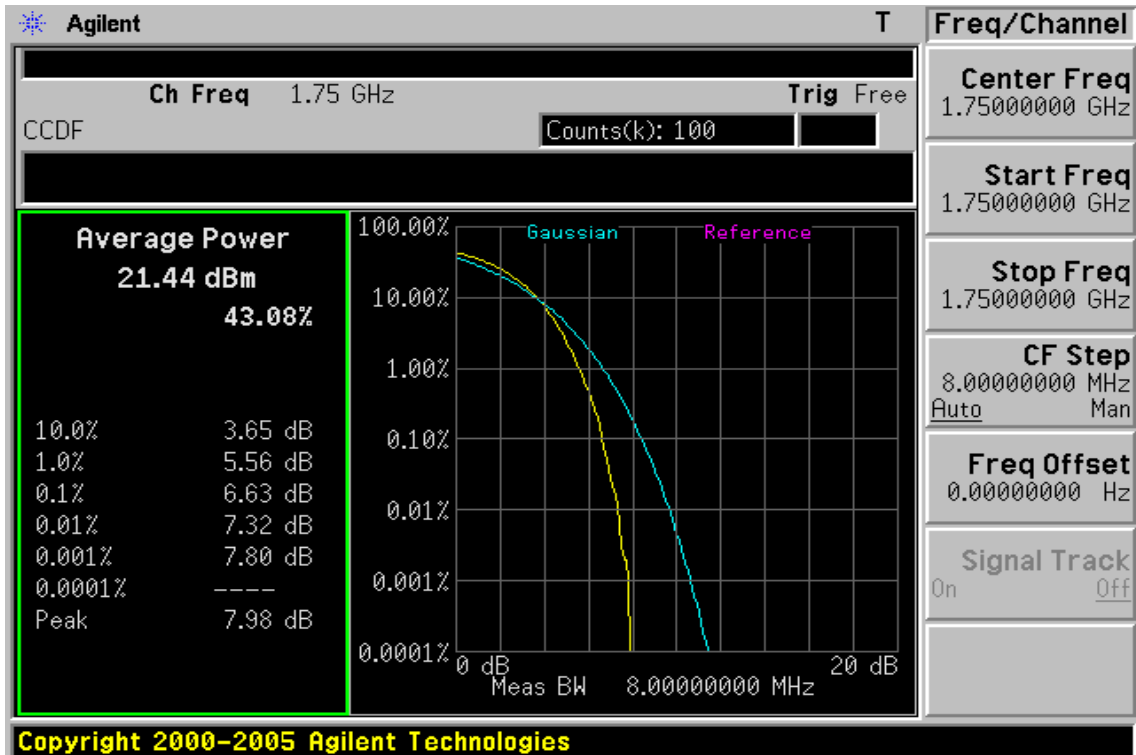 Agilent T
Ch Freq 1.75 GHz Trig Free
CCDF Counts(k): 100
Average Power
21.44 dBm
43.08%
10.0% 3.65 dB
1.0% 5.56 dB
0.1% 6.63 dB
0.01% 7.32 dB
0.001% 7.80 dB
0.0001% ----
Peak 7.98 dB
Gaussian Reference
100.00%
10.00%
1.00%
0.10%
0.01%
0.001%
0.0001%
0 dB 20 dB
Meas BW 8.00000000 MHz
Freq/Channel
Center Freq
1.75000000 GHz
Start Freq
1.75000000 GHz
Stop Freq
1.75000000 GHz
CF Step
8.00000000 MHz
Auto Man
Freq Offset
0.00000000 Hz
Signal Track
On Off
Copyright 2000-2005 Agilent Technologies